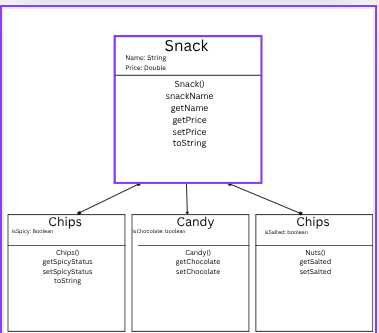 Snack
Name: String
Price: Double
Snack()
snackName
getName
getPrice
setPrice
toString
Chips
IsSpicy: Boolean
Chips()
getSpicyStatus
setSpicyStatus
toString
Candy
IsChocolate: boolean
Candy()
getChocolate
setChocolate
Chips
isSalted: boolean
Nuts()
getSalted
setSalted